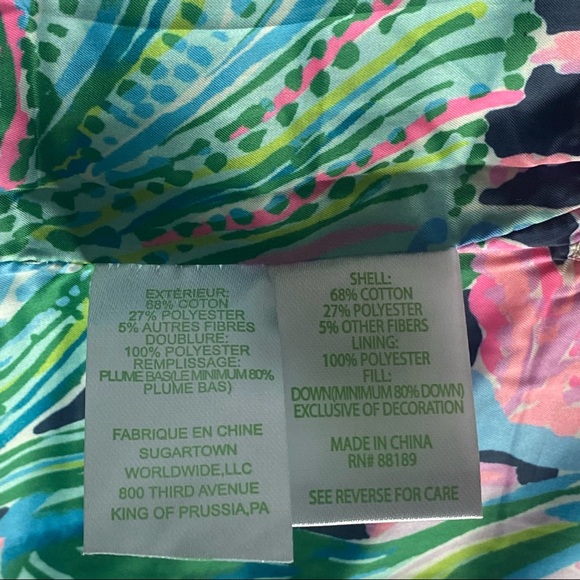 EXTÉRIEUR:
68% COTON
27% POLYESTER
5% AUTRES FIBRES
DOUBLURE:
100% POLYESTER
REMPLISSAGE:
PLUME BAS(LE MINIMUM 80%
PLUME BAS)
FABRIQUE EN CHINE
SUGARTOWN
WORLDWIDE,LLC
800 THIRD AVENUE
KING OF PRUSSIA,PA
SHELL:
68% COTTON
27% POLYESTER
5% OTHER FIBERS
LINING:
100% POLYESTER
FILL:
DOWN(MINIMUM 80% DOWN)
EXCLUSIVE OF DECORATION
MADE IN CHINA
RN# 88189
SEE REVERSE FOR CARE